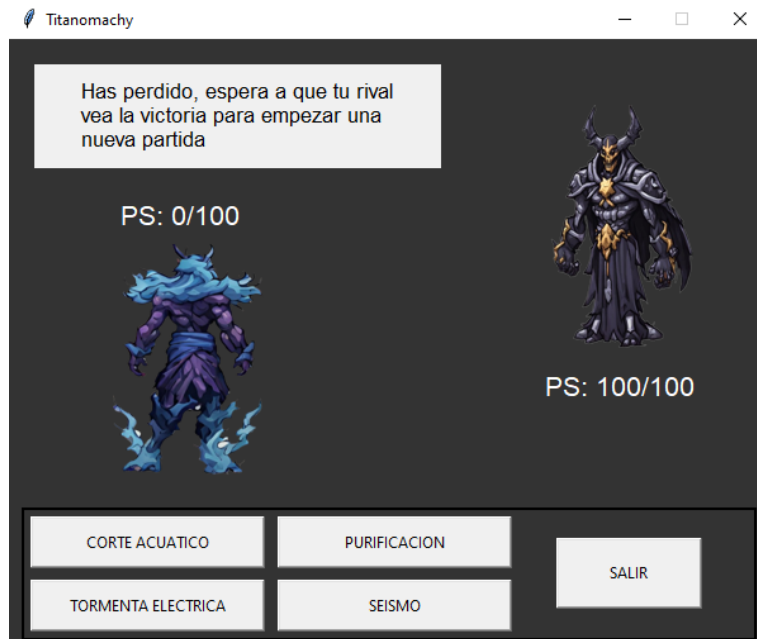 Titanomachy
Has perdido, espera a que tu rival
vea la victoria para empezar una
nueva partida
PS: 0/100
PS: 100/100
CORTE ACUATICO
PURIFICACION
SALIR
TORMENTA ELECTRICA
SEISMO